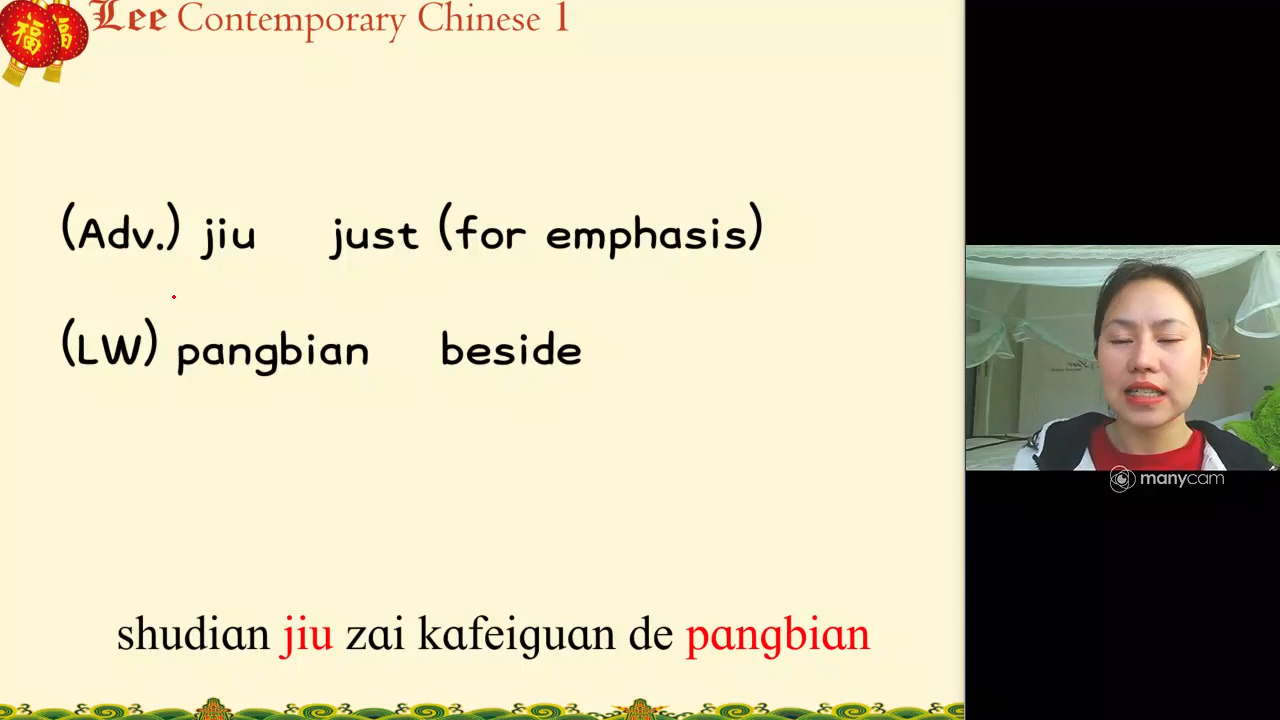 福 福
Lee Contemporary Chinese 1
(Adv.) jiu just (for emphasis)
(LW) pangbian beside
shudian jiu zai kafeiguan de pangbian
manycam